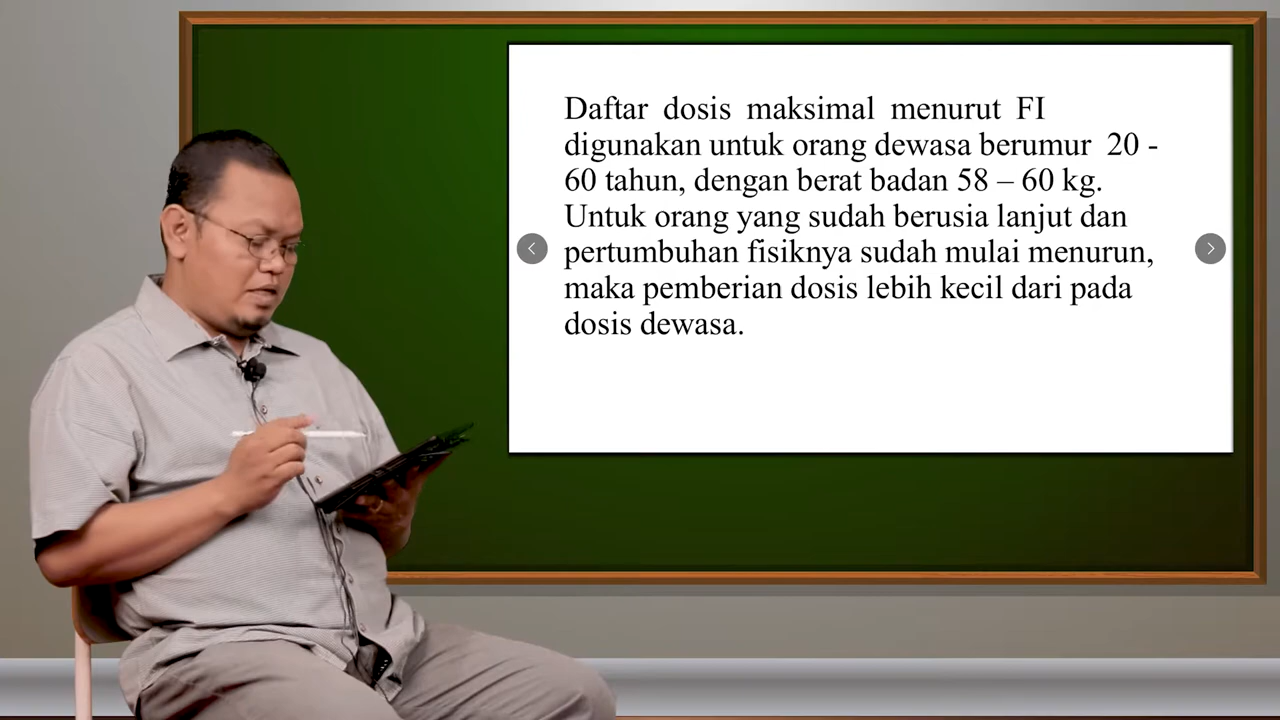 Daftar dosis maksimal menurut FI
digunakan untuk orang dewasa berumur 20 -
60 tahun, dengan berat badan 58 – 60 kg.
Untuk orang yang sudah berusia lanjut dan
pertumbuhan fisiknya sudah mulai menurun,
maka pemberian dosis lebih kecil dari pada
dosis dewasa.